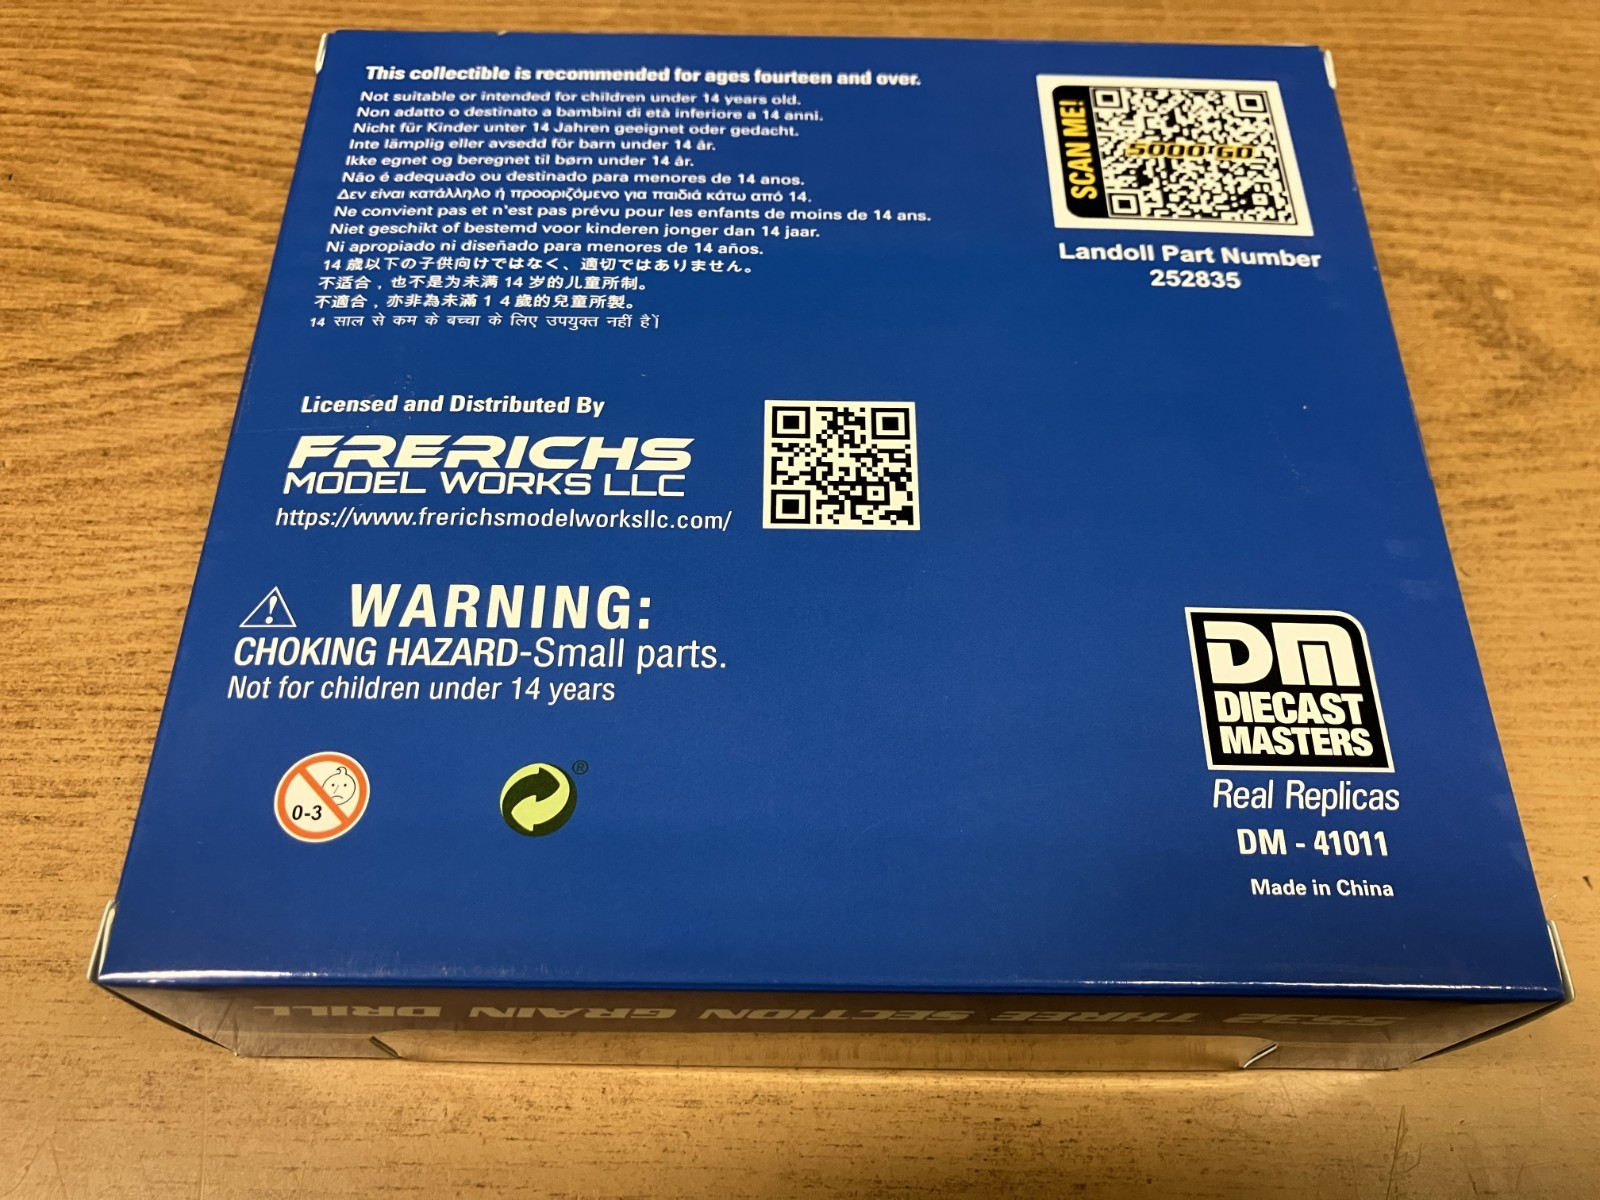 This collectible is recommended for ages fourteen and over.
Not suitable or intended for children under 14 years old.
Non adatto o destinato a bambini di età inferiore a 14 anni.
Nicht für Kinder unter 14 Jahren geeignet oder gedacht.
Inte lämplig eller avsedd för barn under 14 år.
Ikke egnet og beregnet til børn under 14 år.
Não é adequado ou destinado para menores de 14 anos.
Δεν είναι κατάλληλο ή προοριζόμενο για παιδιά κάτω από 14.
Ne convient pas et n'est pas prévu pour les enfants de moins de 14 ans.
Niet geschikt of bestemd voor kinderen jonger dan 14 jaar.
Ni apropiado ni diseñado para menores de 14 años.
14 歳以下の子供向けではなく、適切ではありません。
不适合，也不是为未满 14 岁的儿童所制。
不適合，亦非為未滿１４歲的兒童所製。
14 साल से कम के बच्चा के लिए उपयुक्त नहीं है|
SCAN ME!
5000 GD
Landoll Part Number
252835
Licensed and Distributed By
FRERICHS
MODEL WORKS LLC
https://www.frerichsmodelworksllc.com/
WARNING:
CHOKING HAZARD-Small parts.
Not for children under 14 years
0-3
®
DM
DIECAST
MASTERS
Real Replicas
DM - 41011
Made in China
5532 THREE SECTION GRAIN DRILL